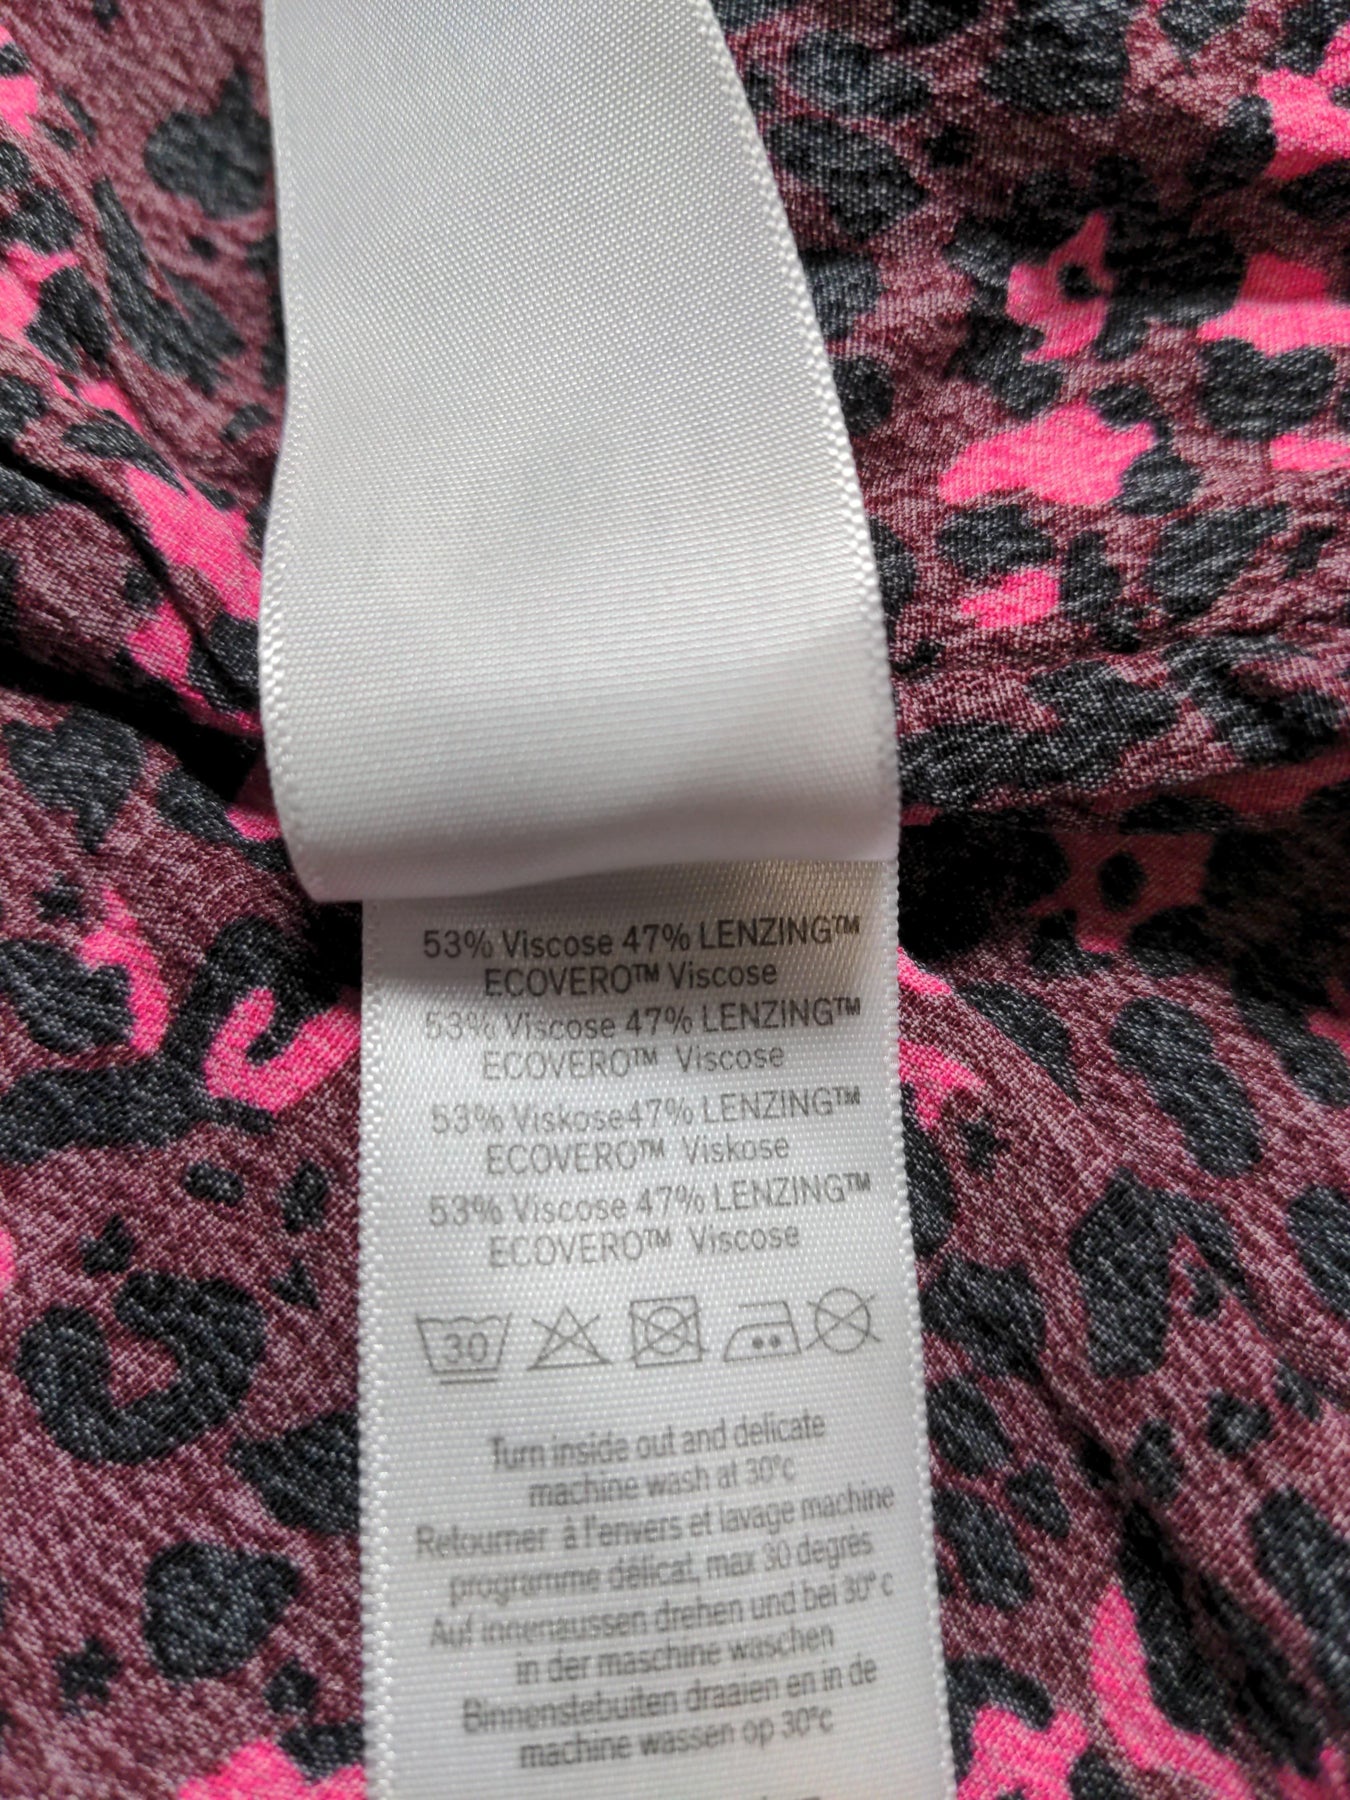 53% Viscose 47% LENZING™
ECOVERO™ Viscose
53% Viscose 47% LENZING™
ECOVERO™ Viscose
53% Viskose47% LENZING™
ECOVERO™ Viskose
53% Viscose 47% LENZING™
ECOVERO™ Viscose
30
Turn inside out and delicate
machine wash at 30°c
Retourner à l'envers et lavage machine
programme délicat, max 30 degrès
Auf innenaussen drehen und bei 30° c
in der maschine waschen
Binnenstebuiten draaien en in de
machine wassen op 30°c